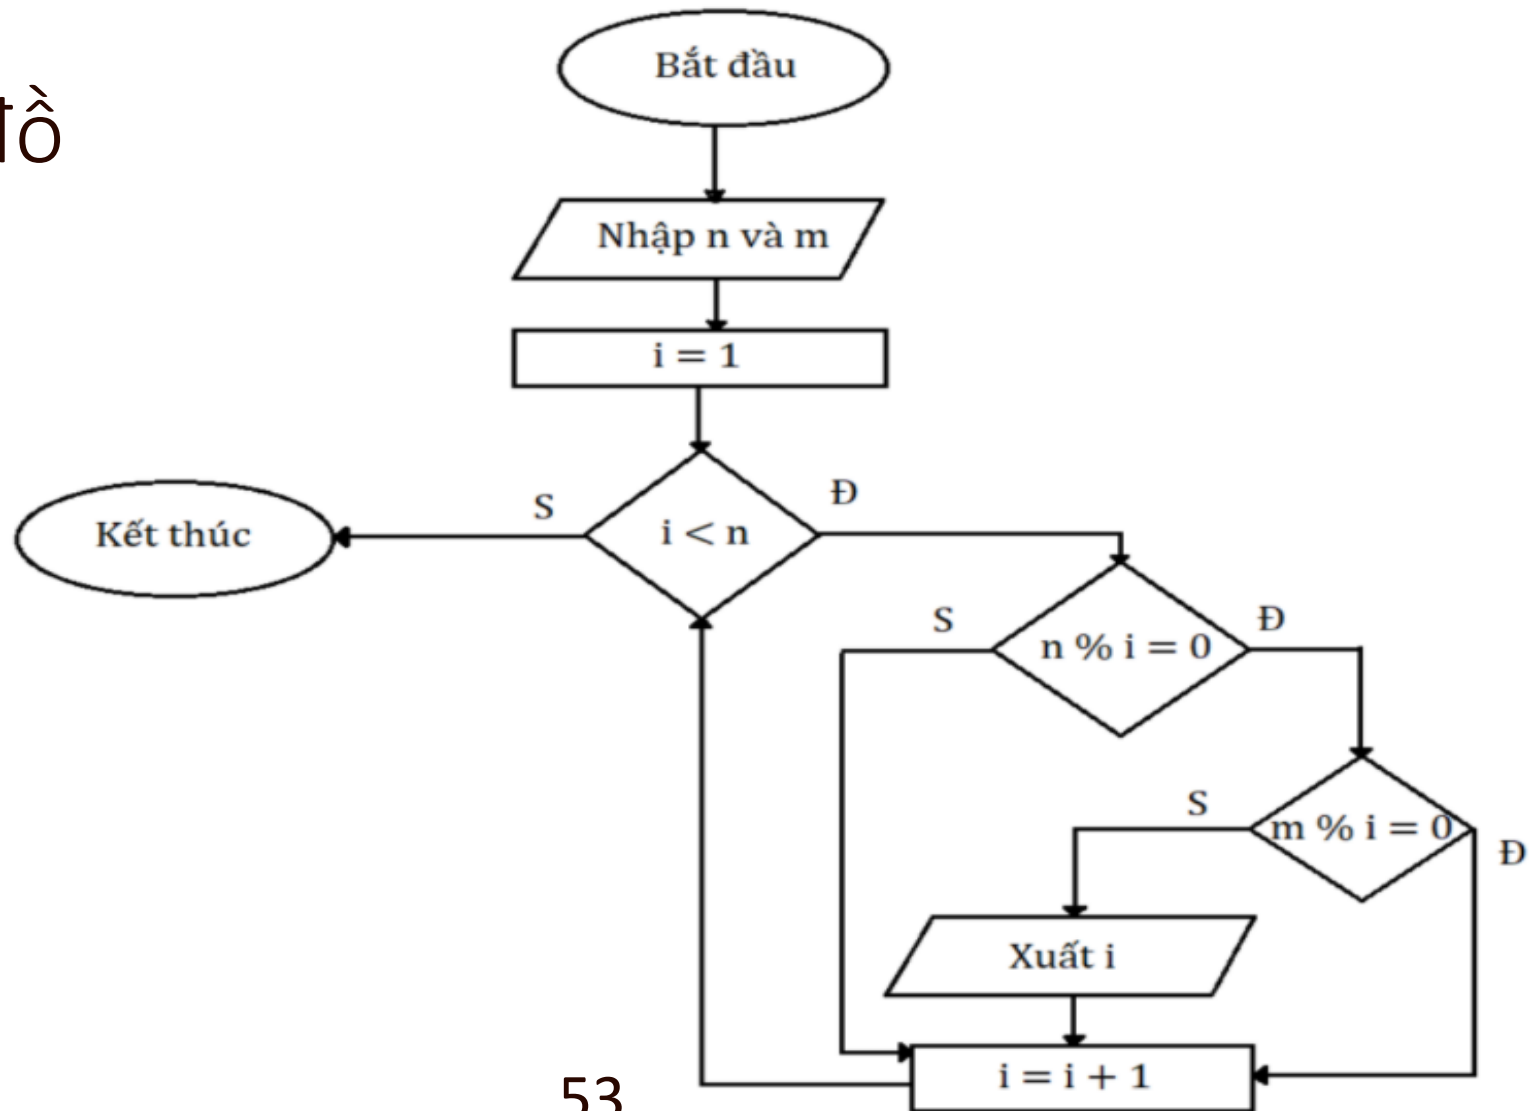 đồ
Bắt đầu
Nhập n và m
i = 1
S
Đ
i < n
Kết thúc
S
Đ
n % i = 0
S
m % i = 0
Đ
Xuất i
i = i + 1
53